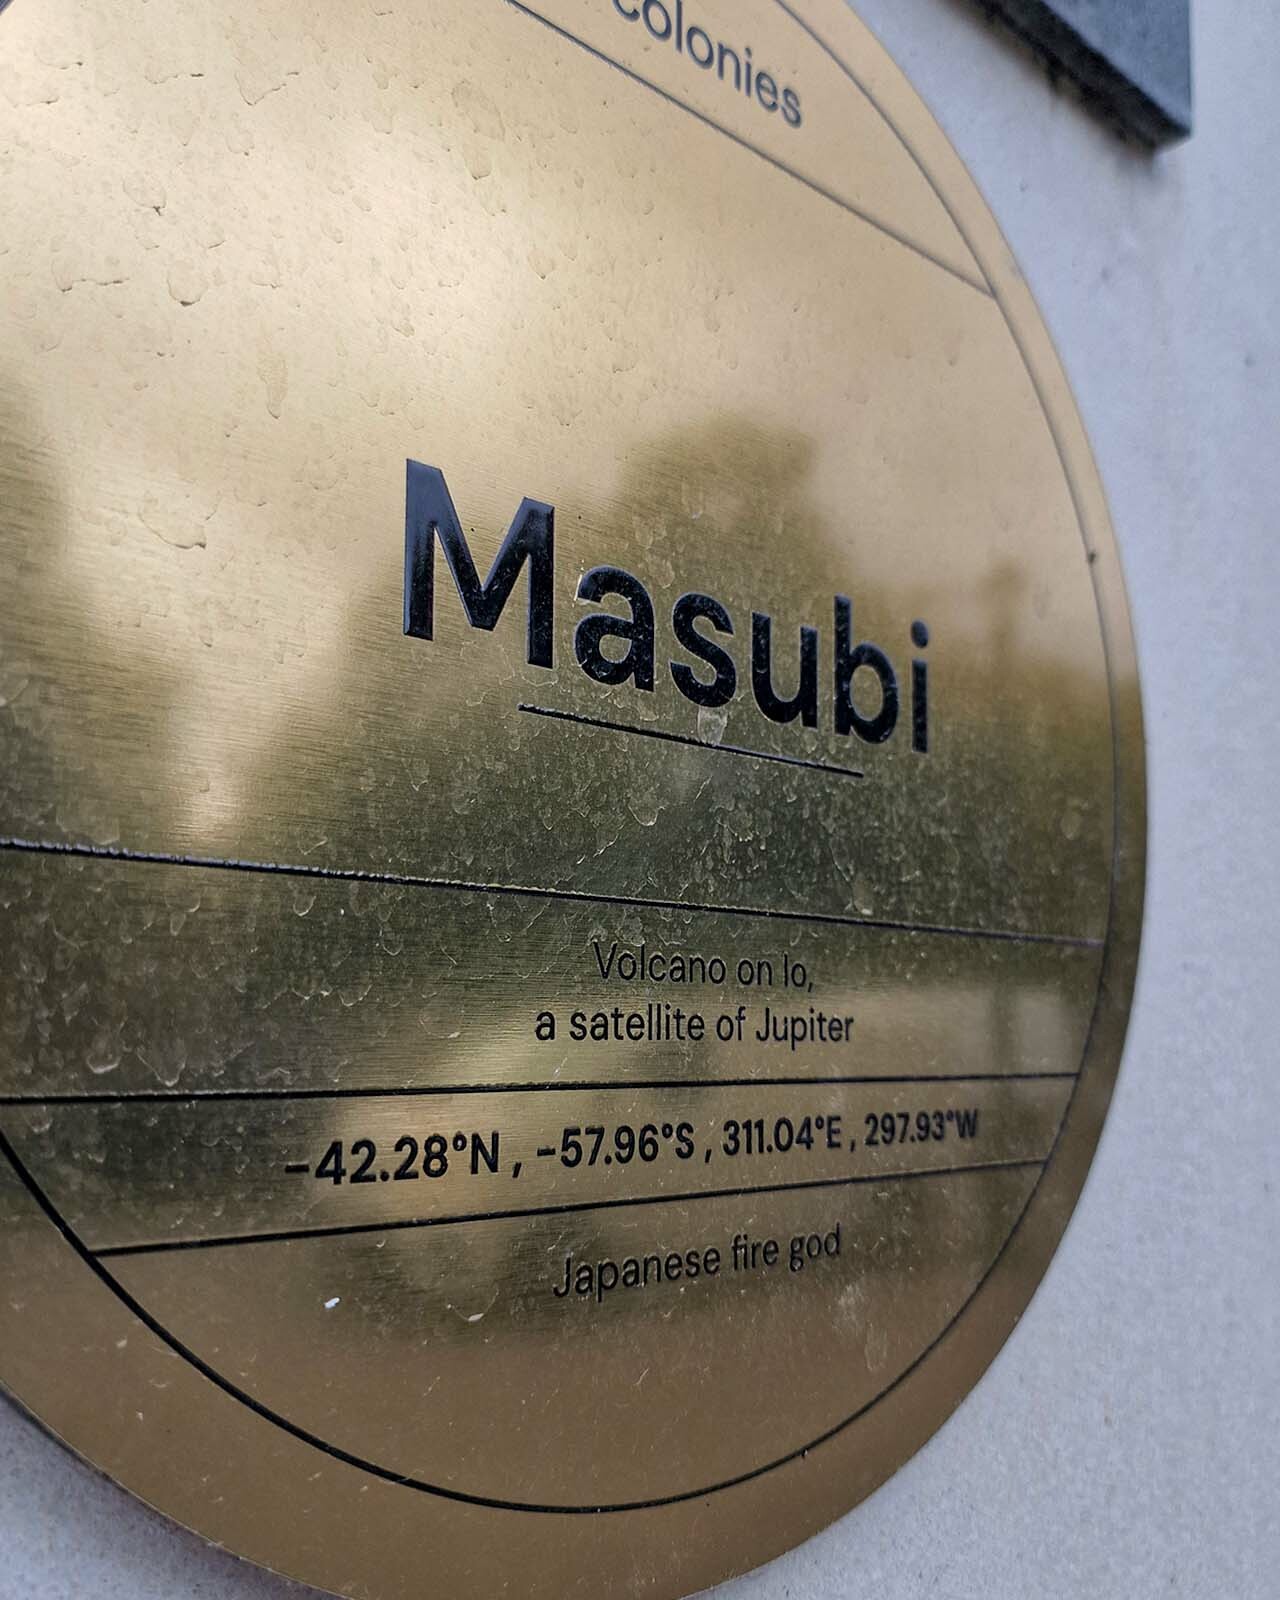 colonies
Masubi
Volcano on Io,
a satellite of Jupiter
−42.28°N , −57.96°S , 311.04°E , 297.93°W
Japanese fire god